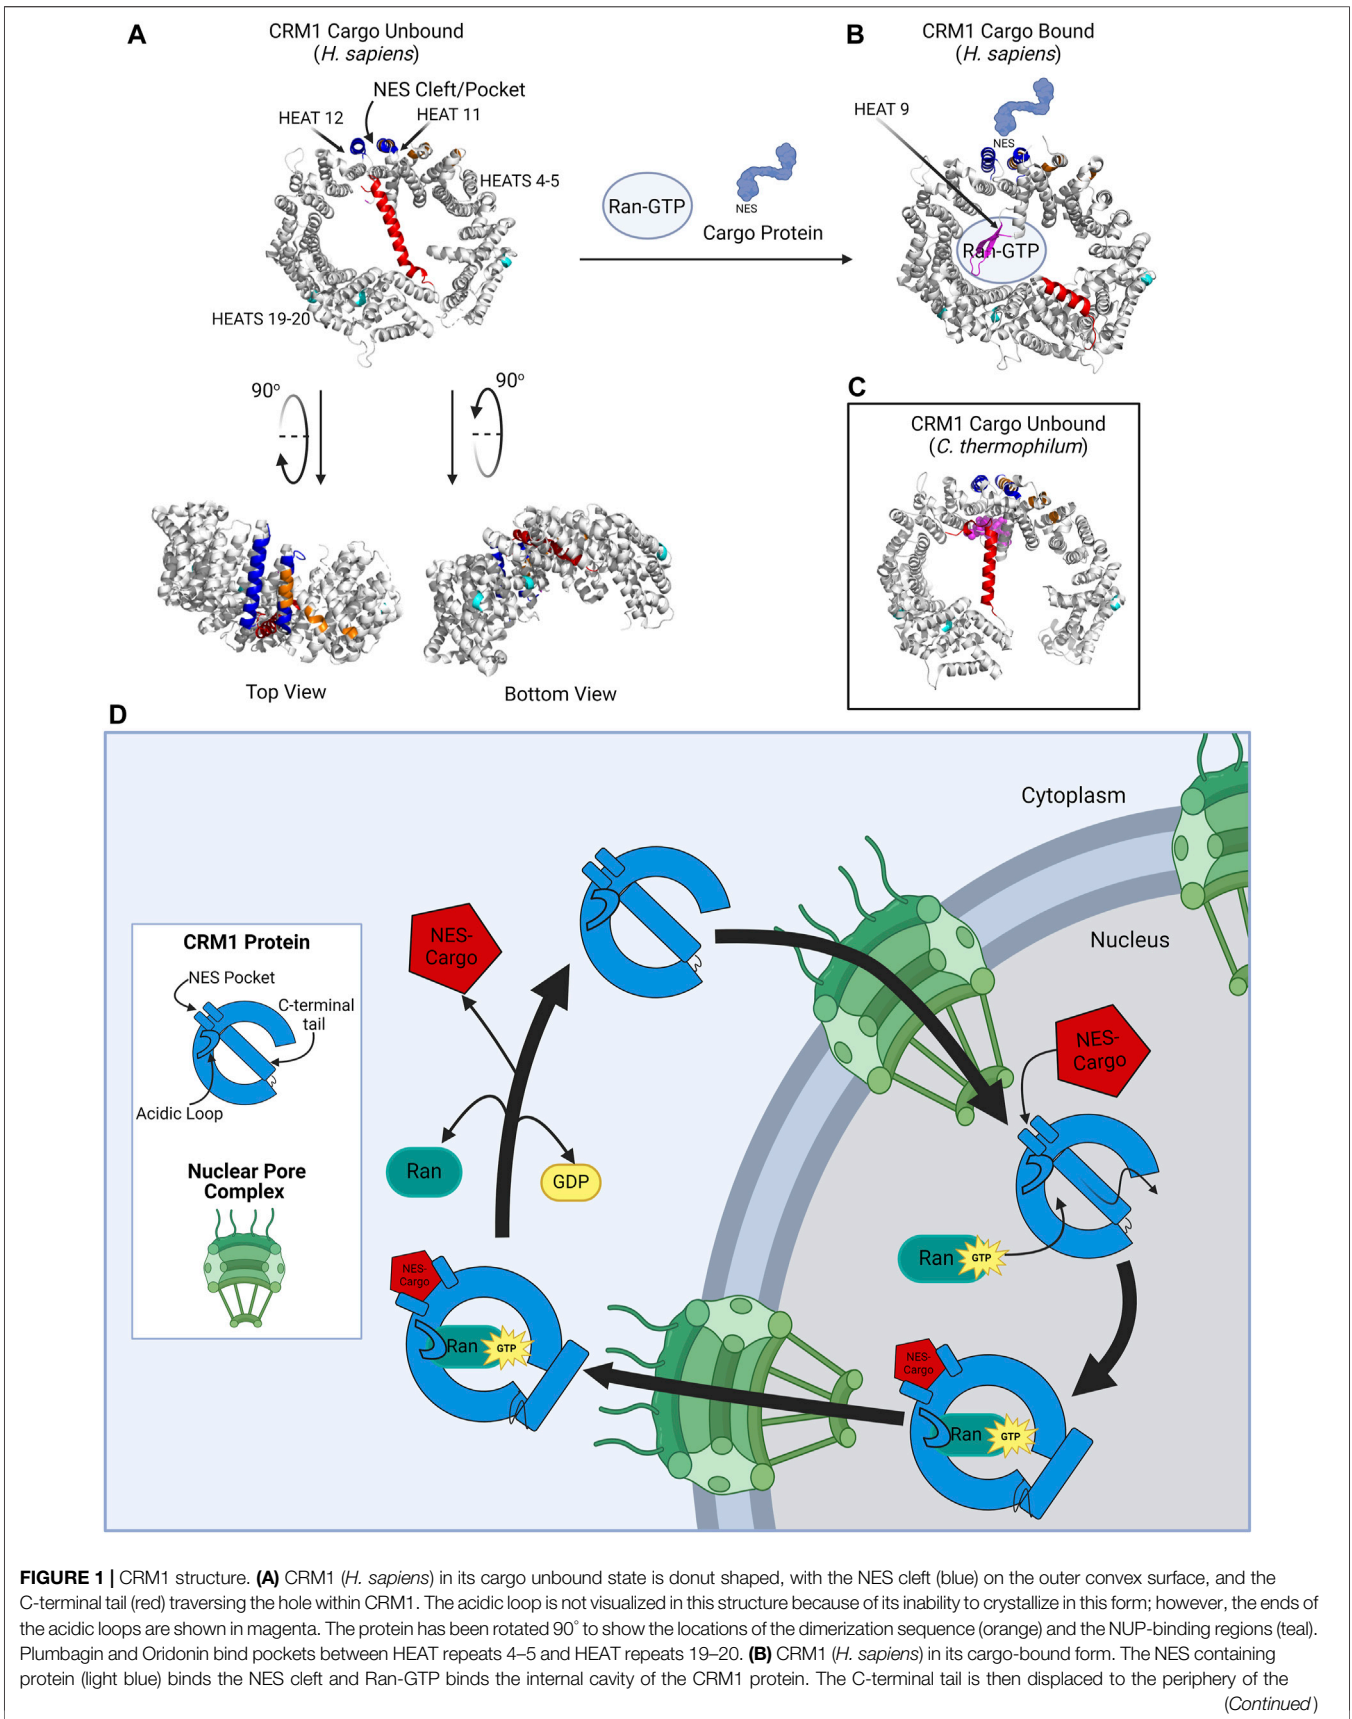 A
CRM1 Cargo Unbound
(H. sapiens)
NES Cleft/Pocket
HEAT 12
HEAT 11
HEATS 4-5
HEATS 19-20
Ran-GTP
NES
Cargo Protein
B
CRM1 Cargo Bound
(H. sapiens)
HEAT 9
NES
Ran-GTP
90°
90°
Top View
Bottom View
C
CRM1 Cargo Unbound
(C. thermophilum)
D
Cytoplasm
Nucleus
CRM1 Protein
NES Pocket
C-terminal
tail
Acidic Loop
Nuclear Pore
Complex
NES-
Cargo
Ran
GDP
NES-
Cargo
Ran
GTP
NES-
Cargo
Ran
GTP
NES-
Cargo
Ran
GTP
FIGURE 1 | CRM1 structure. (A) CRM1 (H. sapiens) in its cargo unbound state is donut shaped, with the NES cleft (blue) on the outer convex surface, and the
C-terminal tail (red) traversing the hole within CRM1. The acidic loop is not visualized in this structure because of its inability to crystallize in this form; however, the ends of
the acidic loops are shown in magenta. The protein has been rotated 90° to show the locations of the dimerization sequence (orange) and the NUP-binding regions (teal).
Plumbagin and Oridonin bind pockets between HEAT repeats 4–5 and HEAT repeats 19–20. (B) CRM1 (H. sapiens) in its cargo-bound form. The NES containing
protein (light blue) binds the NES cleft and Ran-GTP binds the internal cavity of the CRM1 protein. The C-terminal tail is then displaced to the periphery of the
(Continued)